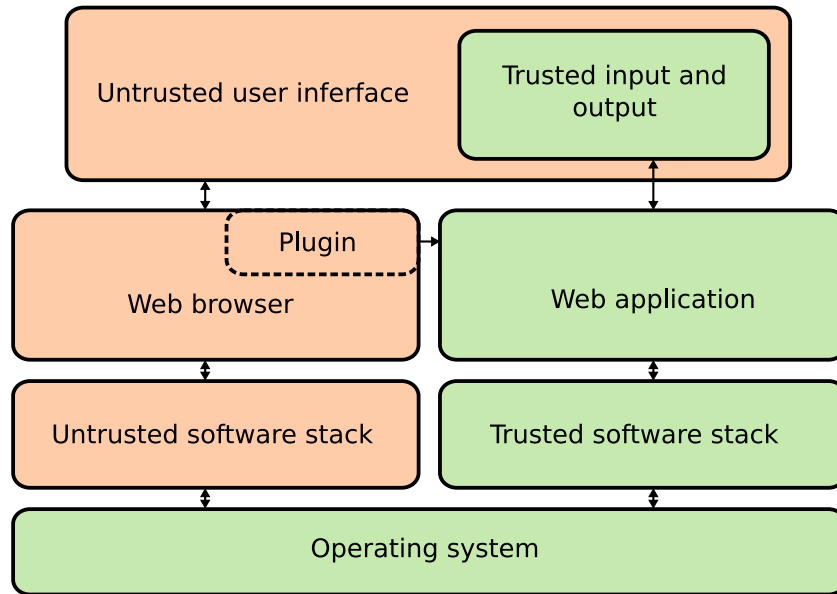 Untrusted user inferface
Trusted input and
output
Plugin
Web browser
Web application
Untrusted software stack
Trusted software stack
Operating system